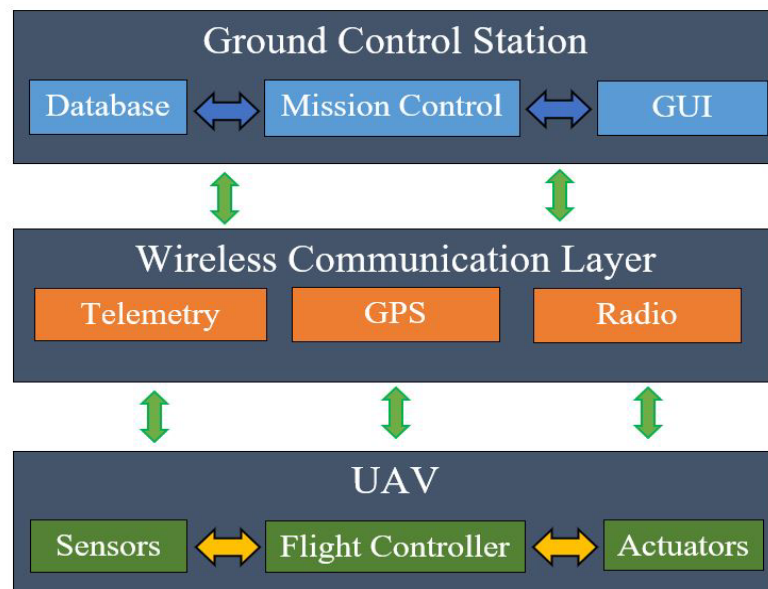 Ground Control Station
Database
Mission Control
GUI
Wireless Communication Layer
Telemetry
GPS
Radio
UAV
Sensors
Flight Controller
Actuators